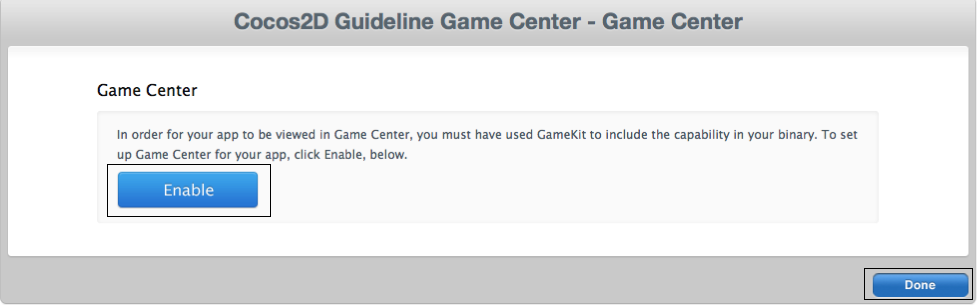 Cocos2D Guideline Game Center - Game Center
Game Center
In order for your app to be viewed in Game Center, you must have used GameKit to include the capability in your binary. To set
up Game Center for your app, click Enable, below.
Enable
Done